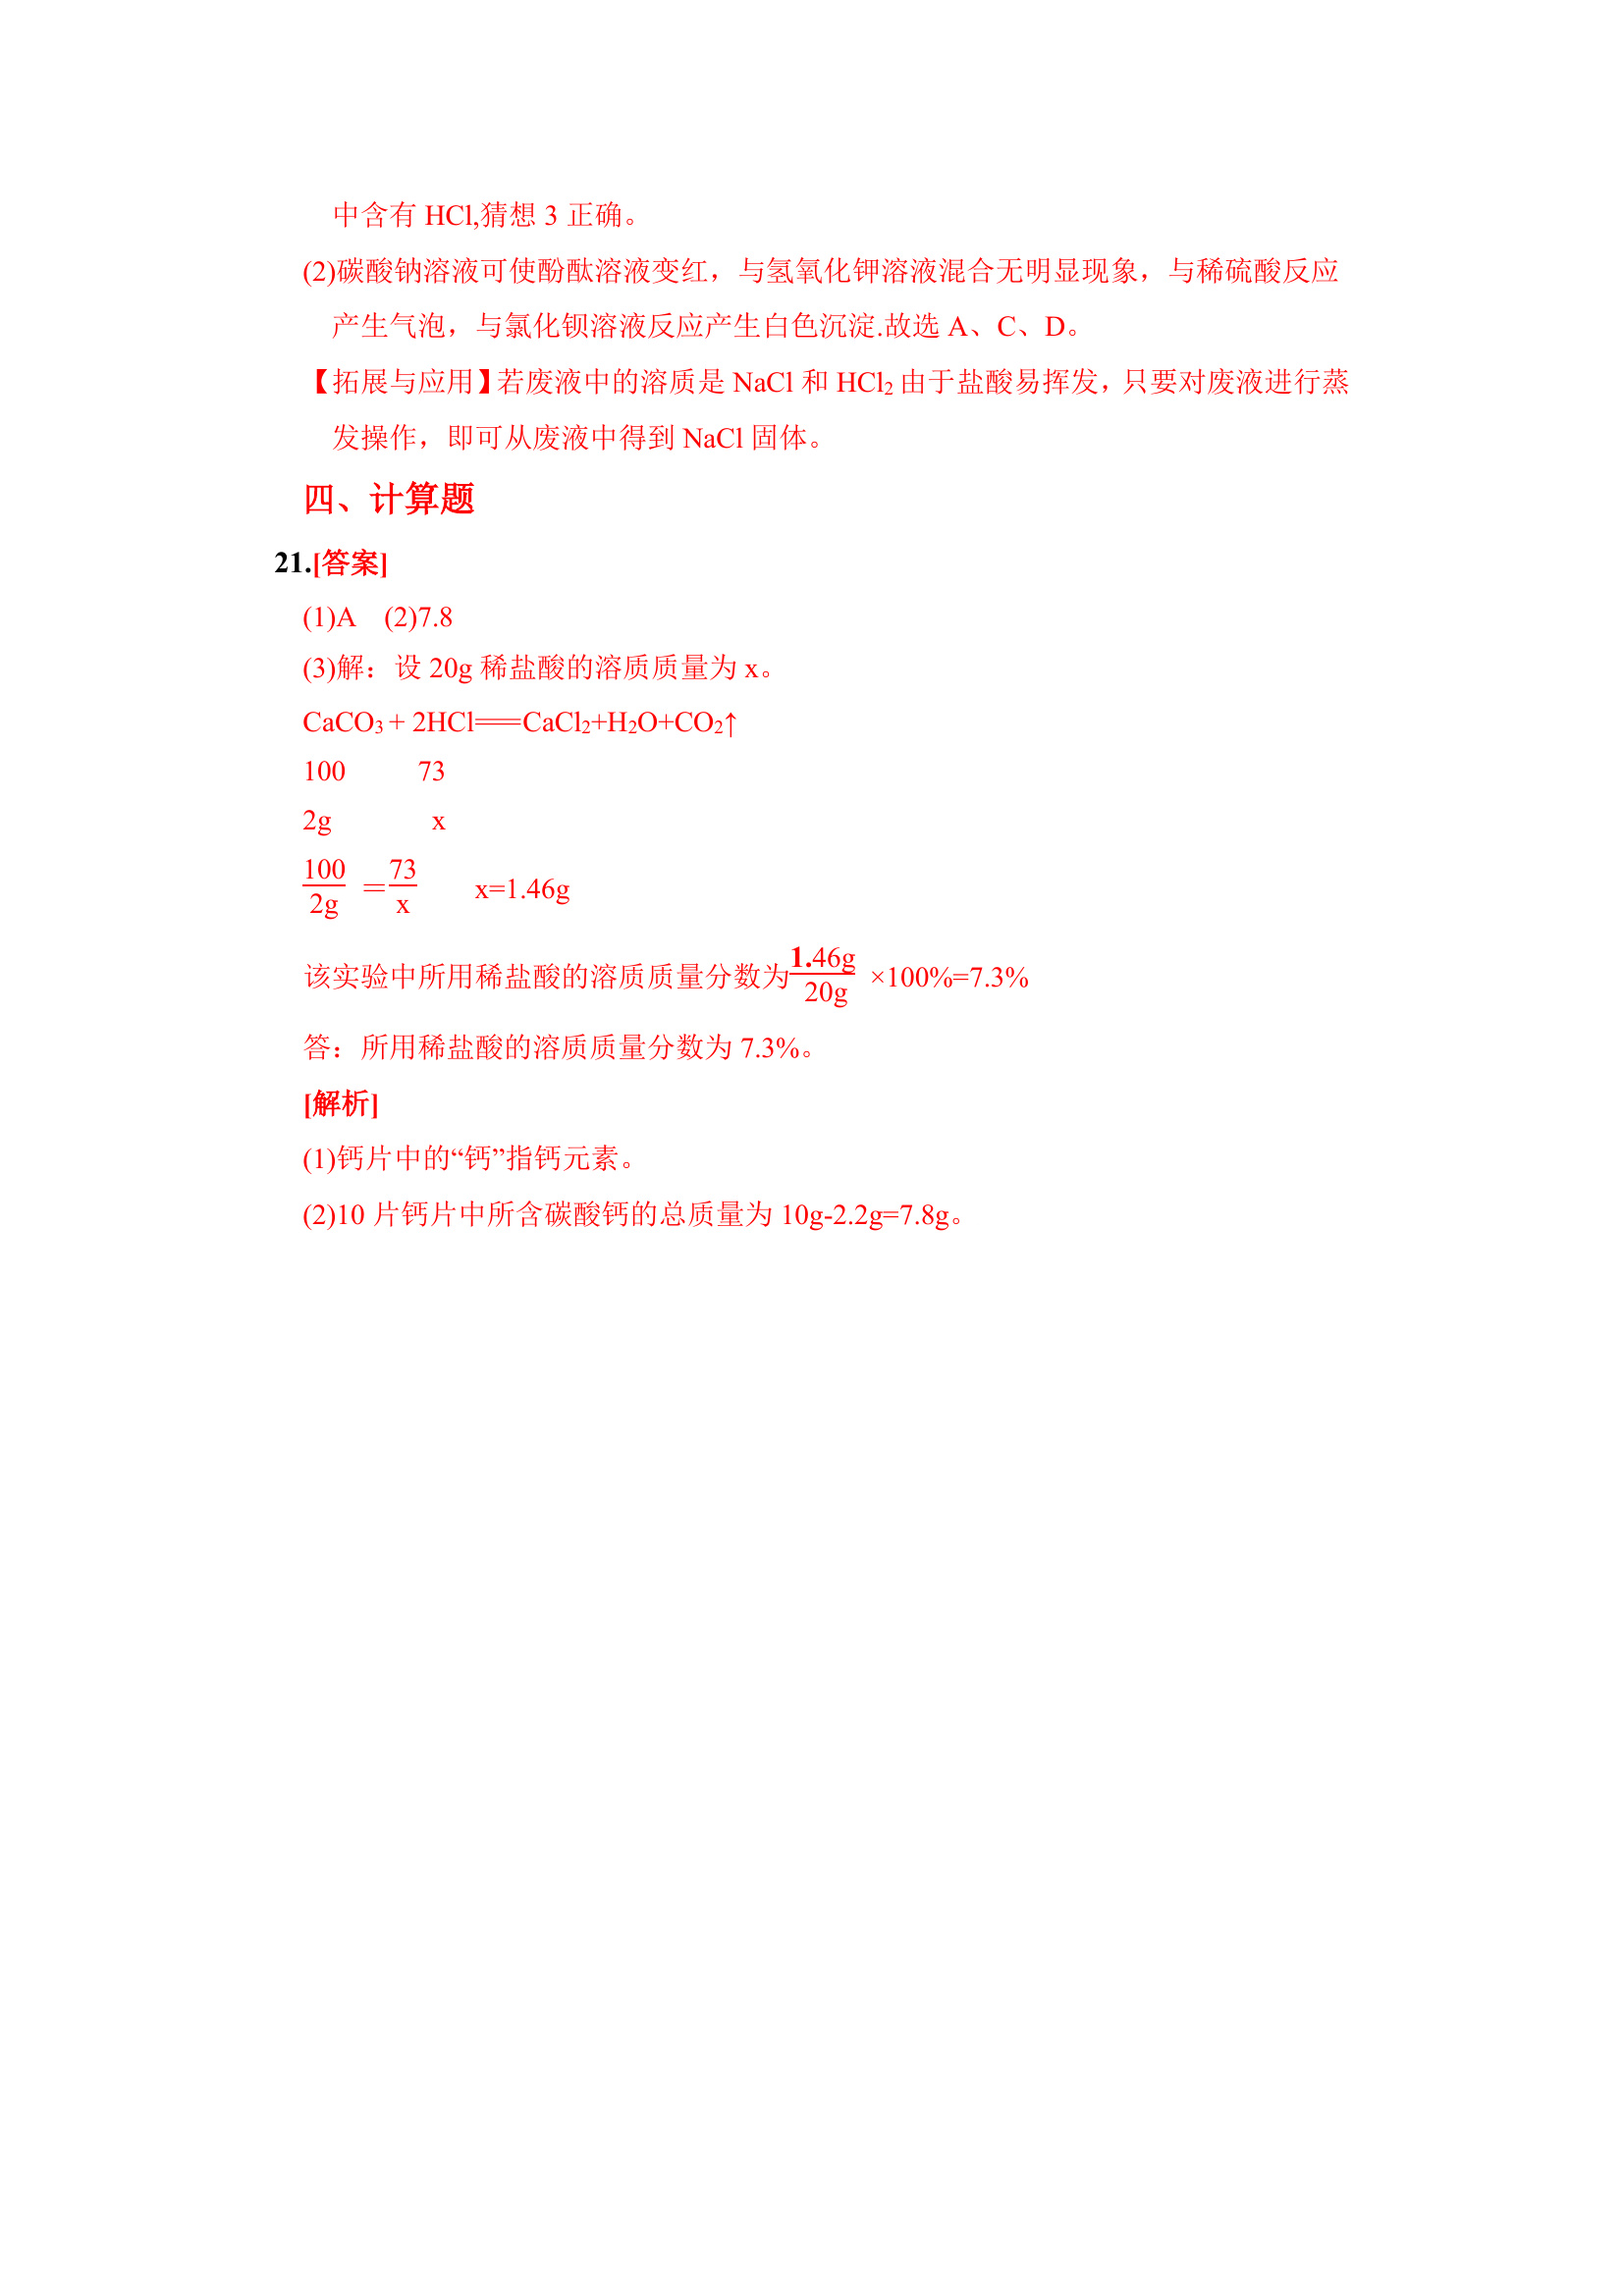 中含有 HCl,猜想 3 正确。
(2)碳酸钠溶液可使酚酞溶液变红，与氢氧化钾溶液混合无明显现象，与稀硫酸反应
产生气泡，与氯化钡溶液反应产生白色沉淀.故选 A、C、D。
【拓展与应用】若废液中的溶质是 NaCl 和 HCl₂ 由于盐酸易挥发，只要对废液进行蒸
发操作，即可从废液中得到 NaCl 固体。
四、计算题
21.[答案]
(1)A (2)7.8
(3)解：设 20g 稀盐酸的溶质质量为 x。
CaCO₃ + 2HCl═══CaCl₂+H₂O+CO₂↑
100 73
2g x
100/2g = 73/x x=1.46g
该实验中所用稀盐酸的溶质质量分数为 1.46g/20g ×100%=7.3%
答：所用稀盐酸的溶质质量分数为 7.3%。
[解析]
(1)钙片中的“钙”指钙元素。
(2)10 片钙片中所含碳酸钙的总质量为 10g-2.2g=7.8g。